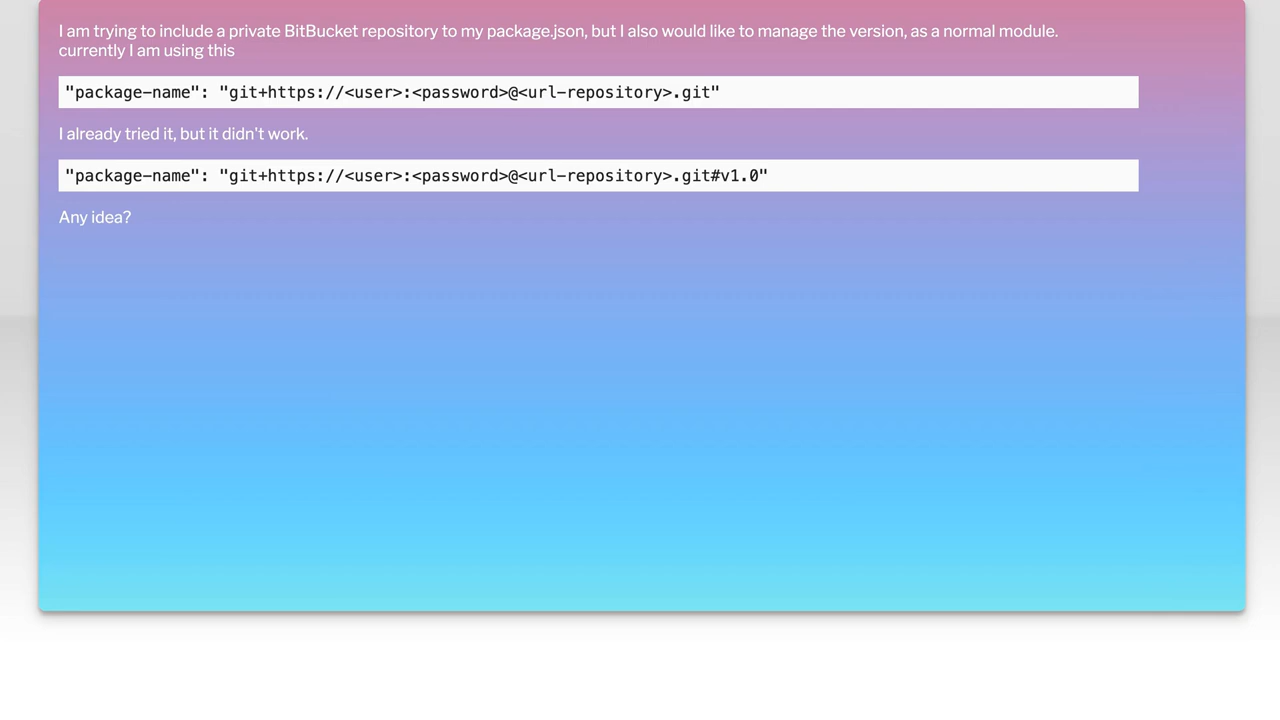 I am trying to include a private BitBucket repository to my package.json, but I also would like to manage the version, as a normal module.
currently I am using this
"package-name": "git+https://<user>:<password>@<url-repository>.git"
I already tried it, but it didn't work.
"package-name": "git+https://<user>:<password>@<url-repository>.git#v1.0"
Any idea?